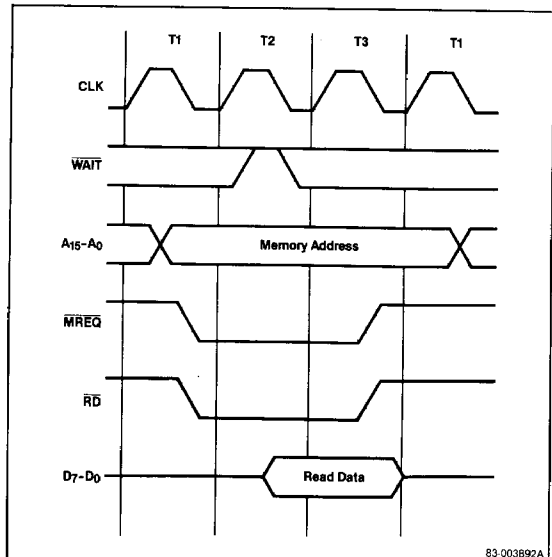 T1 T2 T3 T1
CLK
WAIT
A15-A0 Memory Address
MREQ
RD
D7-D0 Read Data
83-003892A